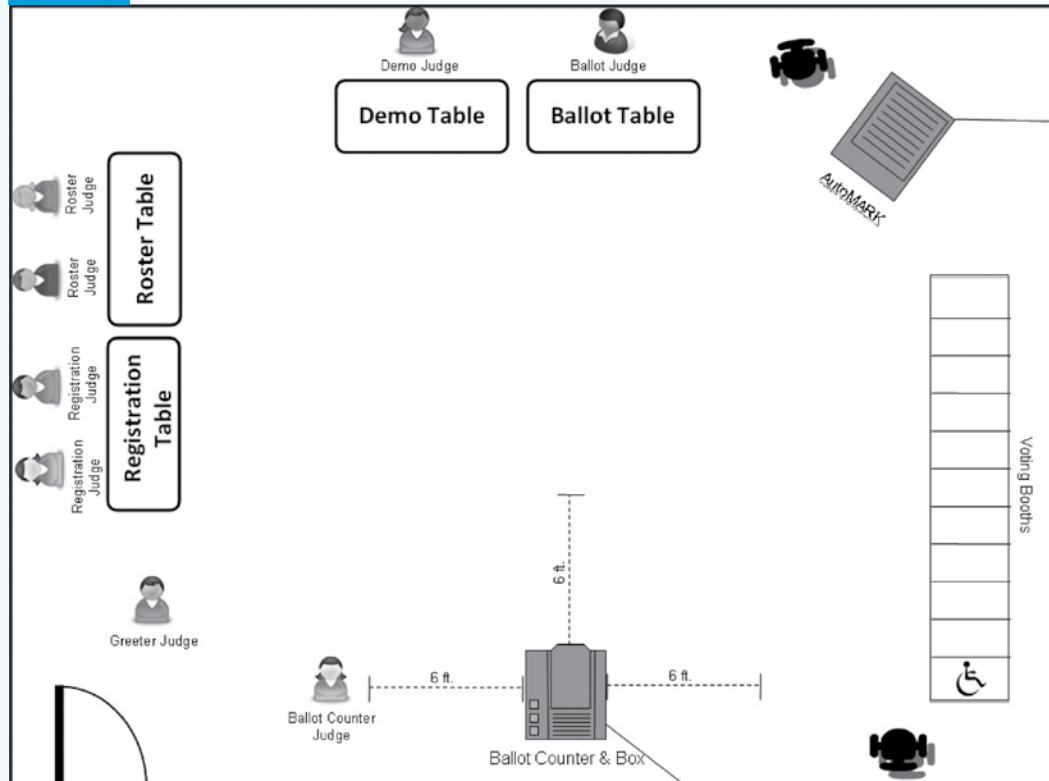 Demo Judge
Ballot Judge
Demo Table
Ballot Table
AutoMARK
Roster
Judge
Roster Table
Roster
Judge
Registration
Judge
Registration
Table
Registration
Judge
Voting Booths
6 ft.
Greeter Judge
6 ft.
6 ft.
Ballot Counter
Judge
Ballot Counter & Box